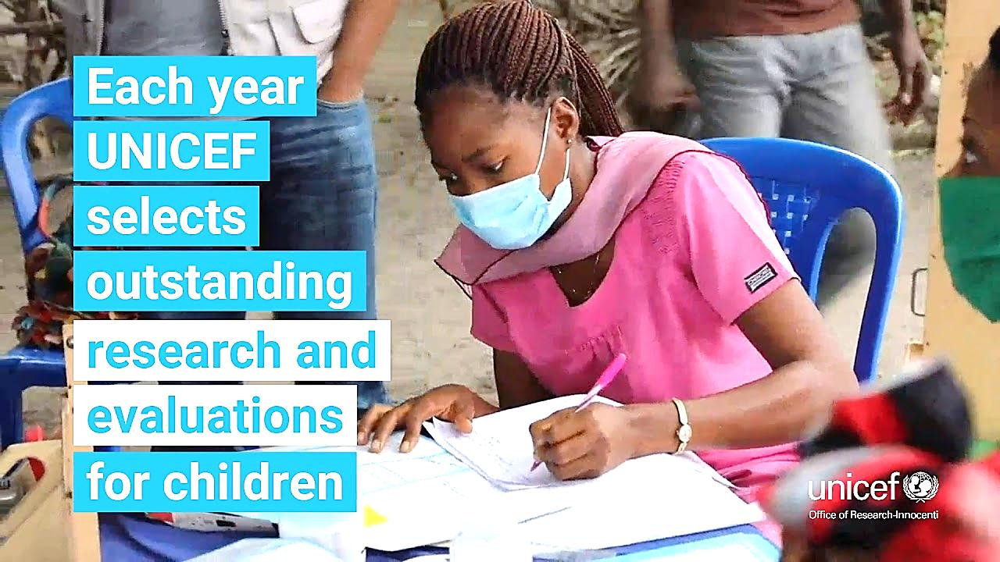 Each year
UNICEF
selects
outstanding
research and
evaluations
for children
unicef
Office of Research-Innocenti